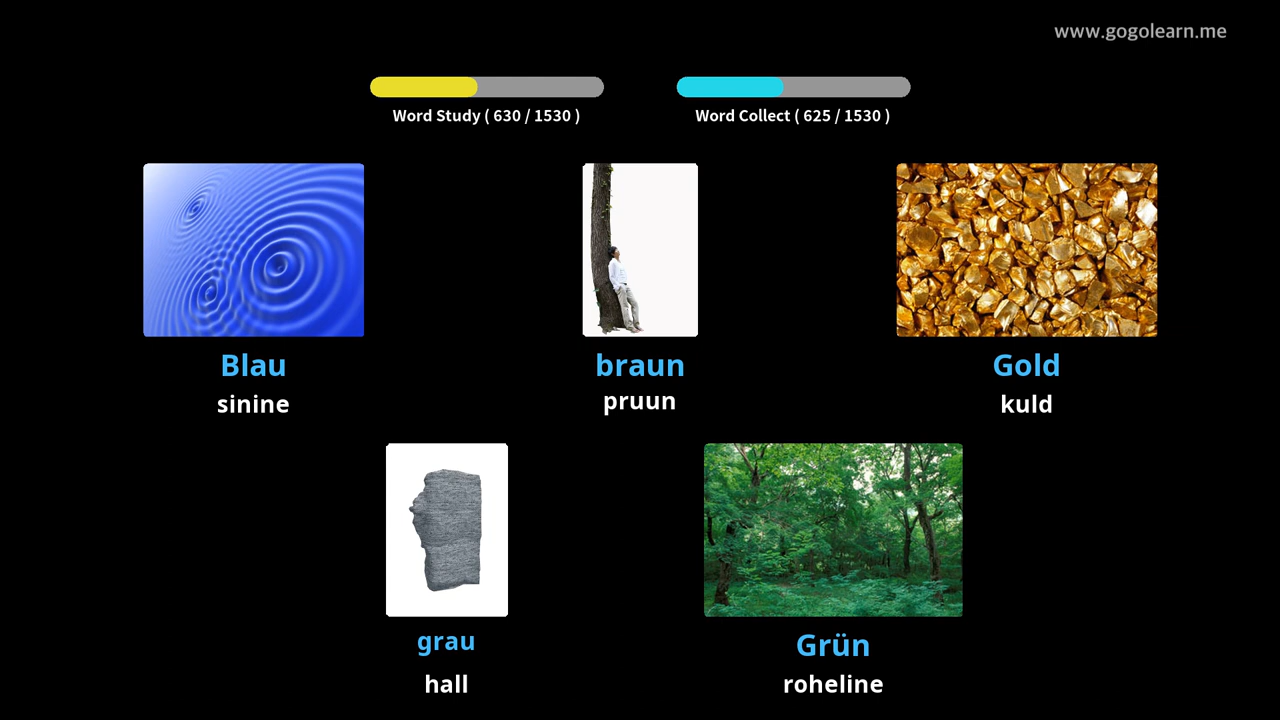 www.gogolearn.me
Word Study ( 630 / 1530 )
Word Collect ( 625 / 1530 )
Blau
braun
Gold
sinine
pruun
kuld
grau
Grün
hall
roheline